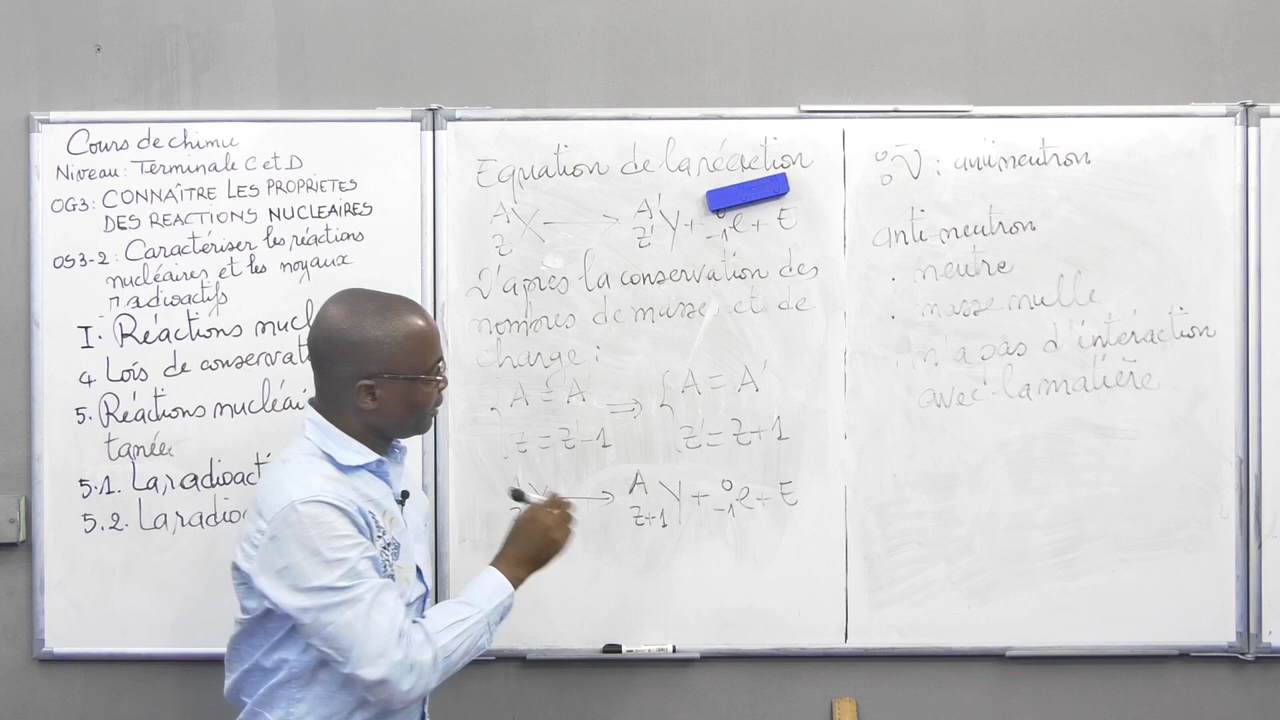 Cours de chimie
Niveau: Terminale C et D
OG3: CONNAÎTRE LES PROPRIETES
DES REACTIONS NUCLEAIRES
OS3-2: Caractériser les réactions
nucléaires et les noyaux
radioactifs
I. Réactions nucl
4. Lois de conservat
5. Réactions nucléai
tanée
5.1. La radioact
5.2. La radio
Equation de la réaction
A Z X → A' Z' Y + 0 -1 e + E
D'après la conservation des
nombres de masse et de
charge:
{ A = A' ⇒ { A = A'
{ Z = Z'-1 { Z' = Z+1
→ A Z+1 Y + 0 -1 e + E
0 0 ν̄ : antineutron
anti neutron
. neutre
. masse nulle
. n'a pas d'intéraction
avec la matière